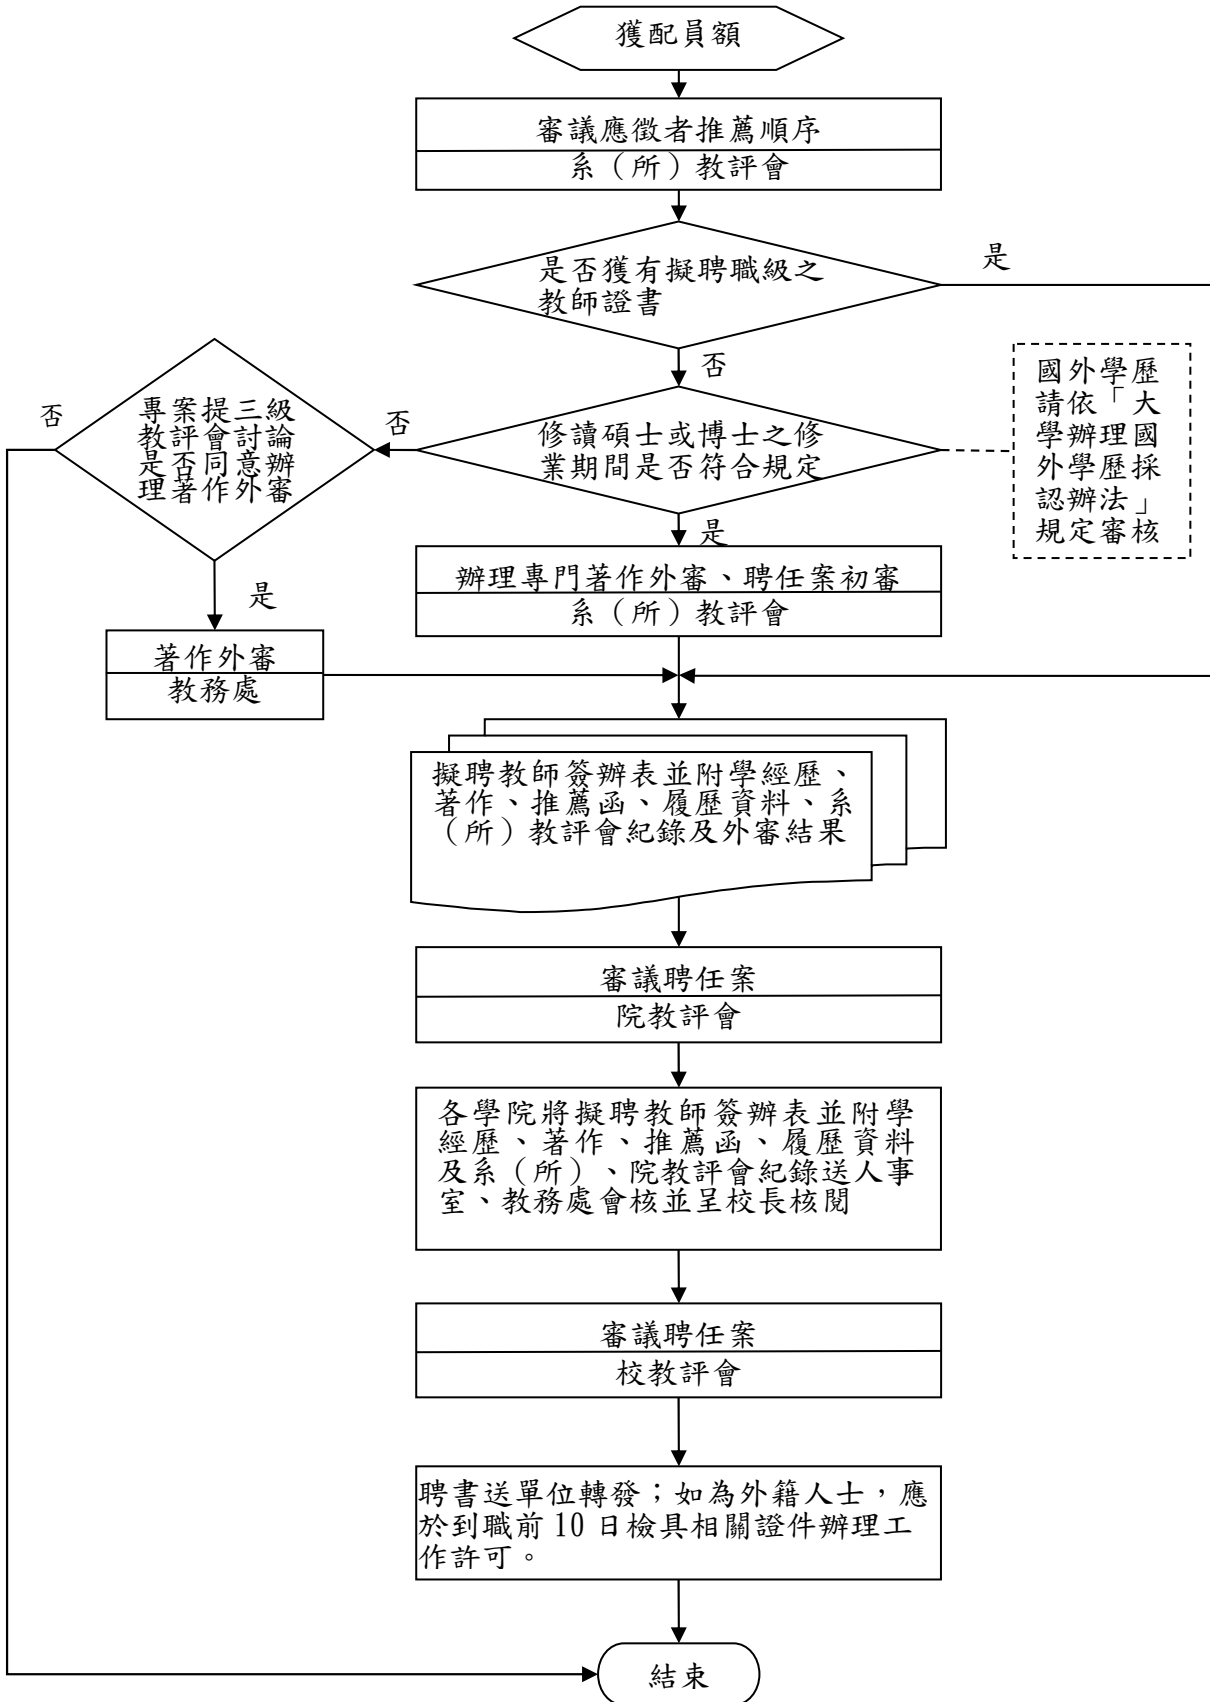 獲配員額
審議應徵者推薦順序
系（所）教評會
是否獲有擬聘職級之
教師證書
是
否
國外學歷
請依「大
學辦理國
外學歷採
認辦法」
規定審核
修讀碩士或博士之修
業期間是否符合規定
否
專案提三級
教評會討論
是否同意辦
理著作外審
否
是
是
辦理專門著作外審、聘任案初審
系（所）教評會
著作外審
教務處
擬聘教師簽辦表並附學經歷、
著作、推薦函、履歷資料、系
（所）教評會紀錄及外審結果
審議聘任案
院教評會
各學院將擬聘教師簽辦表並附學
經歷、著作、推薦函、履歷資料
及系（所）、院教評會紀錄送人事
室、教務處會核並呈校長核閱
審議聘任案
校教評會
聘書送單位轉發；如為外籍人士，應
於到職前 10 日檢具相關證件辦理工
作許可。
結束